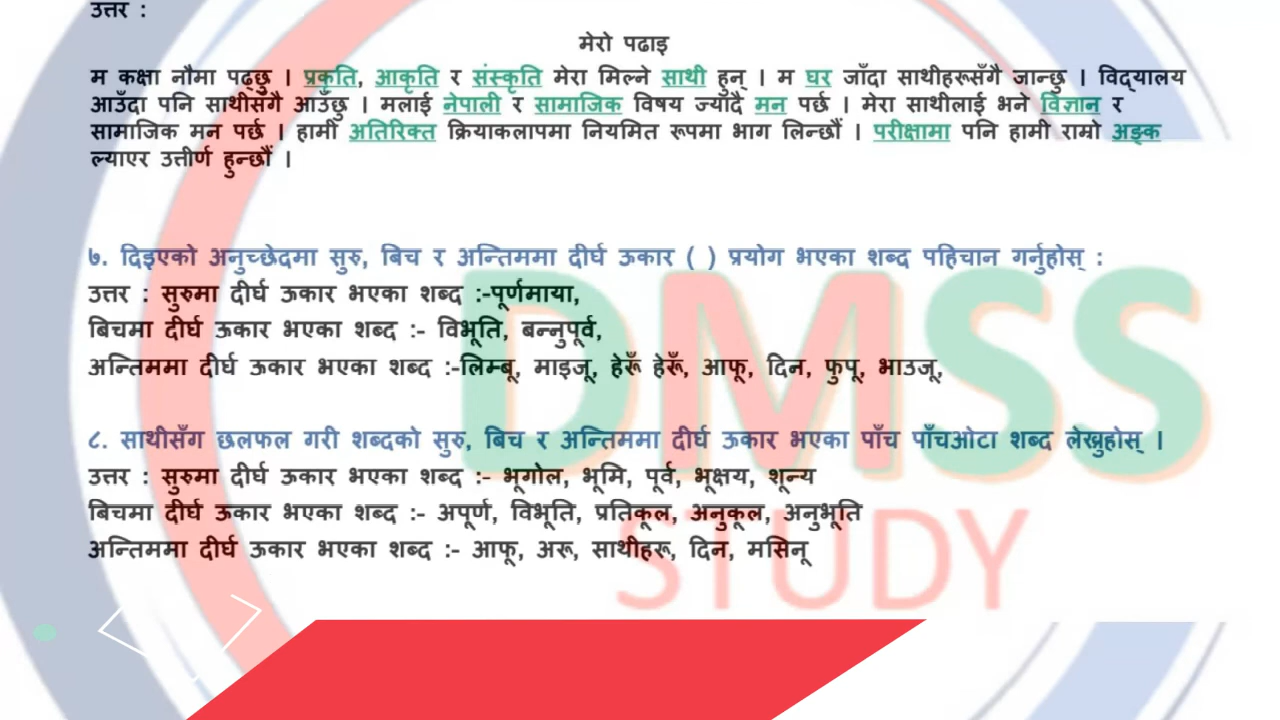 उत्तर :
मेरो पढाइ
म कक्षा नौमा पढ्छु । प्रकृति, आकृति र संस्कृति मेरा मिल्ने साथी हुन् । म घर जाँदा साथीहरूसँगै जान्छु । विद्यालय
आउँदा पनि साथीसँगै आउँछु । मलाई नेपाली र सामाजिक विषय ज्यादै मन पर्छ । मेरा साथीलाई भने विज्ञान र
सामाजिक मन पर्छ । हामी अतिरिक्त क्रियाकलापमा नियमित रूपमा भाग लिन्छौं । परीक्षामा पनि हामी राम्रो अङ्क
ल्याएर उत्तीर्ण हुन्छौं ।
७. दिइएको अनुच्छेदमा सुरु, बिच र अन्तिममा दीर्घ ऊकार ( ) प्रयोग भएका शब्द पहिचान गर्नुहोस् :
उत्तर : सुरुमा दीर्घ ऊकार भएका शब्द :-पूर्णमाया,
बिचमा दीर्घ ऊकार भएका शब्द :- विभूति, बन्नुपूर्व,
अन्तिममा दीर्घ ऊकार भएका शब्द :-लिम्बू, माइजू, हेरूँ हेरूँ, आफू, दिन, फुपू, भाउजू,
८. साथीसँग छलफल गरी शब्दको सुरु, बिच र अन्तिममा दीर्घ ऊकार भएका पाँच पाँचओटा शब्द लेख्नुहोस् ।
उत्तर : सुरुमा दीर्घ ऊकार भएका शब्द :- भूगोल, भूमि, पूर्व, भूक्षय, शून्य
बिचमा दीर्घ ऊकार भएका शब्द :- अपूर्ण, विभूति, प्रतिकूल, अनुकूल, अनुभूति
अन्तिममा दीर्घ ऊकार भएका शब्द :- आफू, अरू, साथीहरू, दिन, मसिनू
DMSS
STUDY